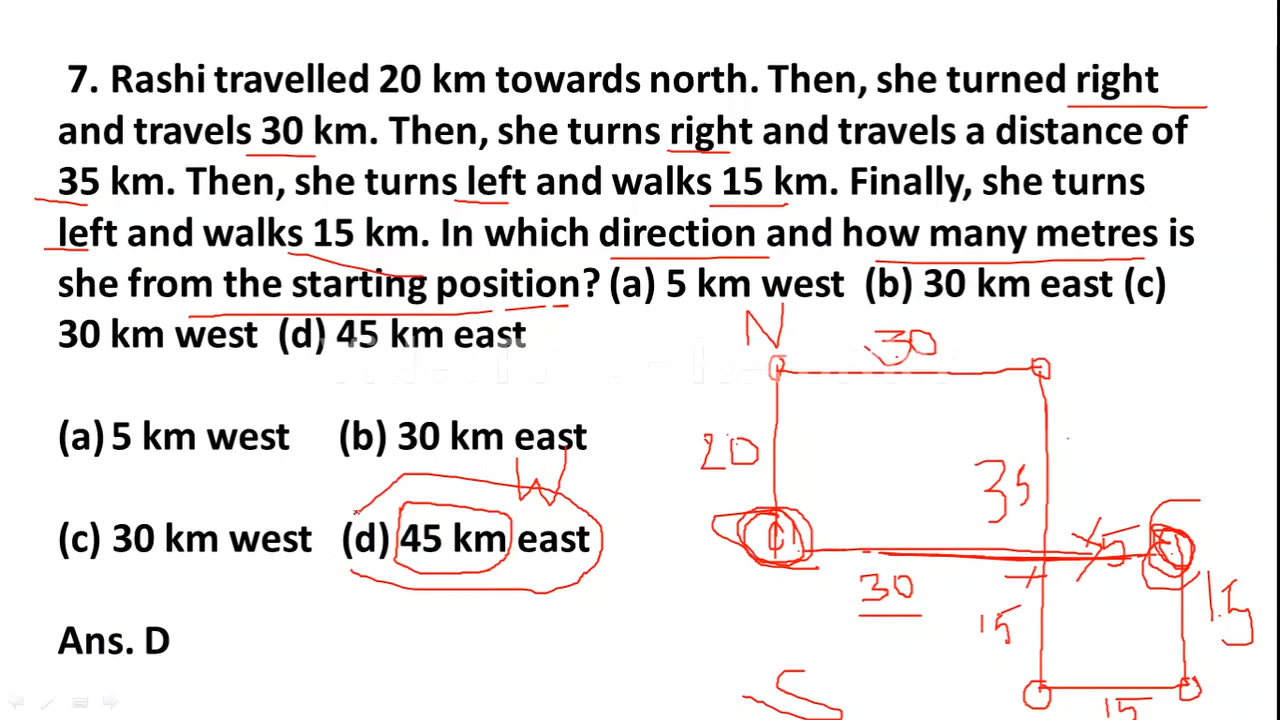 7. Rashi travelled 20 km towards north. Then, she turned right
and travels 30 km. Then, she turns right and travels a distance of
35 km. Then, she turns left and walks 15 km. Finally, she turns
left and walks 15 km. In which direction and how many metres is
she from the starting position? (a) 5 km west (b) 30 km east (c)
30 km west (d) 45 km east
N
30
(a) 5 km west (b) 30 km east
20
W
35
(c) 30 km west (d) 45 km east
15
30
15
15
Ans. D
S
15